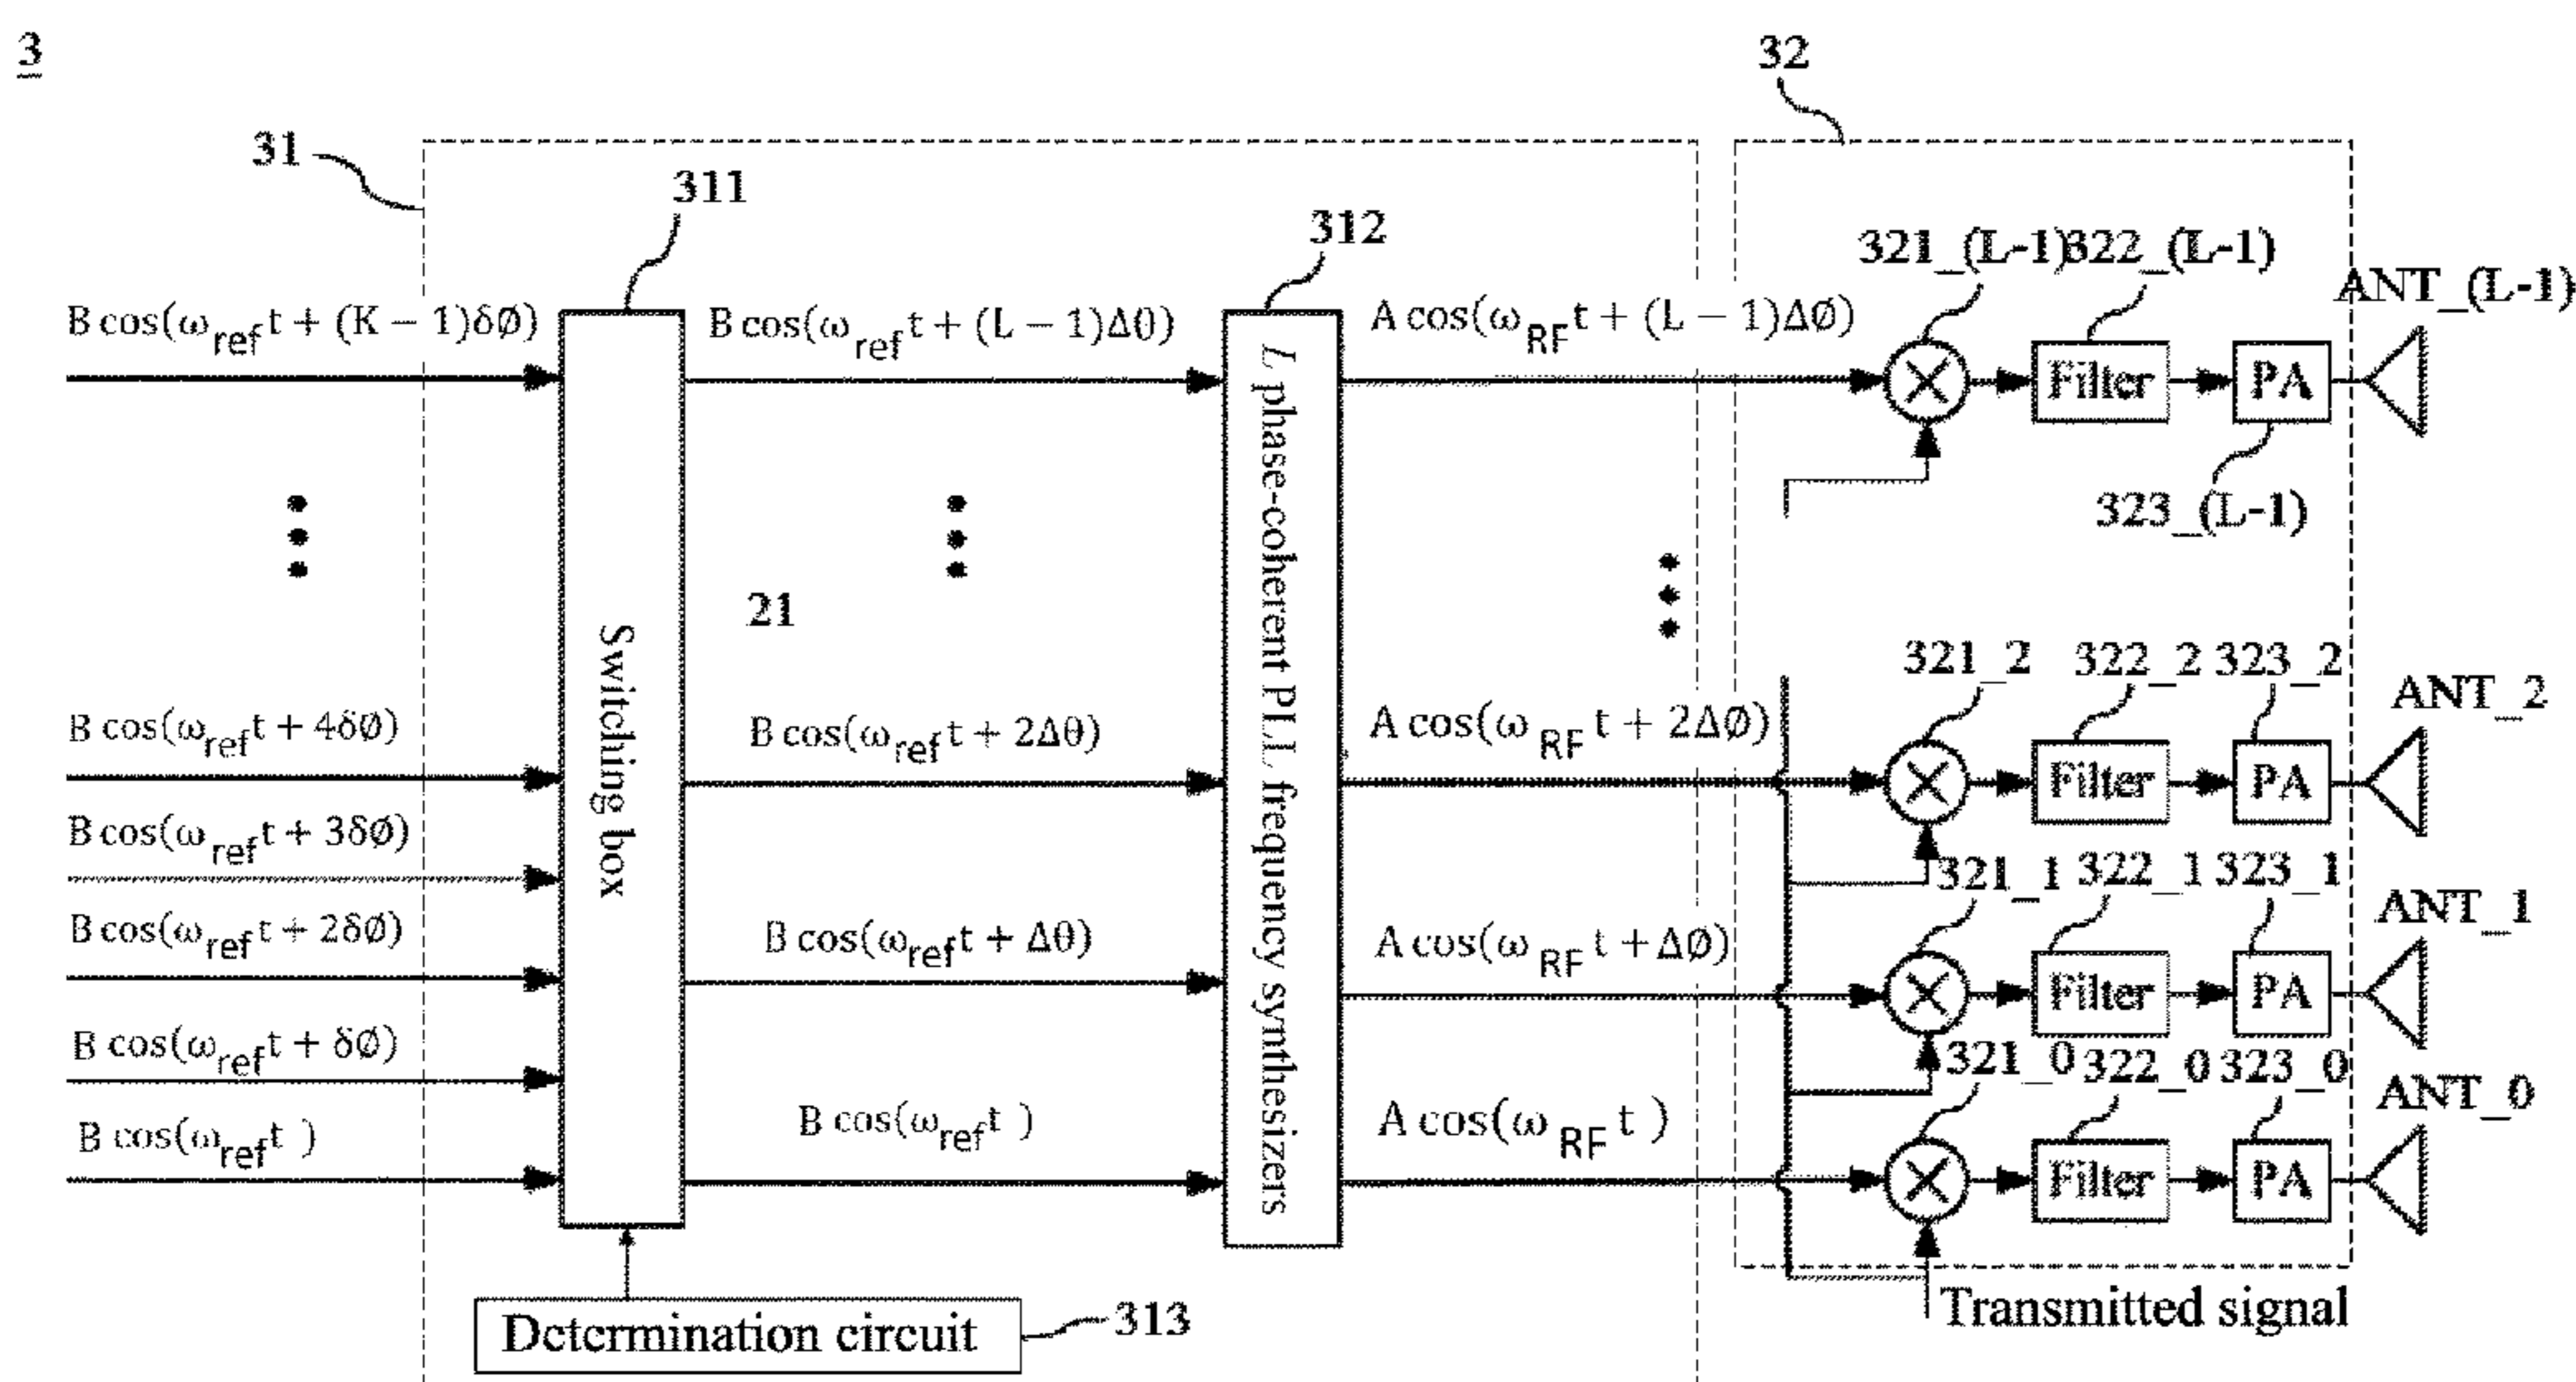 3
32
31
311
312
321_(L-1)
322_(L-1)
ANT_(L-1)
B cos(ω_ref t + (K − 1)δØ)
B cos(ω_ref t + (L − 1)Δθ)
A cos(ω_RF t + (L − 1)ΔØ)
Filter
PA
323_(L-1)
21
Switching box
L phase-coherent PLL frequency synthesizers
321_2
322_2
323_2
ANT_2
B cos(ω_ref t + 4δØ)
B cos(ω_ref t + 2Δθ)
A cos(ω_RF t + 2ΔØ)
Filter
PA
B cos(ω_ref t + 3δØ)
321_1
322_1
323_1
ANT_1
B cos(ω_ref t + 2δØ)
B cos(ω_ref t + Δθ)
A cos(ω_RF t + ΔØ)
Filter
PA
B cos(ω_ref t + δØ)
321_0
322_0
323_0
ANT_0
B cos(ω_ref t )
B cos(ω_ref t )
A cos(ω_RF t )
Filter
PA
Transmitted signal
Determination circuit
313